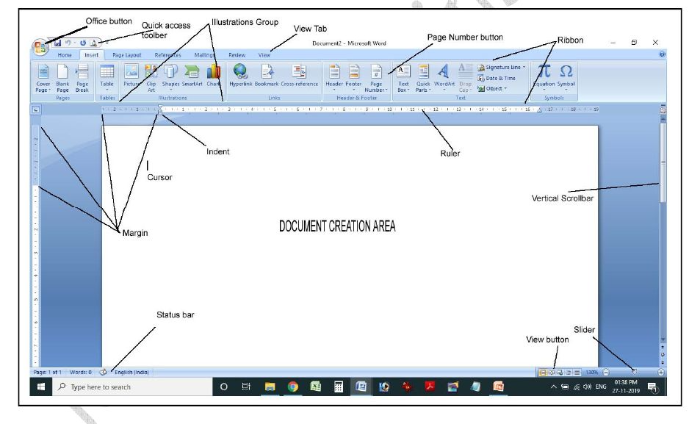 Office button
Quick access
toolber
Illustrations Group
View Tab
Page Number button
Ribbon
Document2 - Microsoft Word
Home Insert Page Layout References Mailings Review View
Cover Page
Blank Page
Page Break
Table
Picture
Clip Art
Shapes
SmartArt
Chart
Hyperlink
Bookmark
Cross-reference
Header
Footer
Page Number
Text Box
Quick Parts
WordArt
Drop Cap
Signature Line
Date & Time
Object
Equation
Symbol
Pages
Tables
Illustrations
Links
Header & Footer
Text
Symbols
Indent
Ruler
Cursor
Vertical Scrollbar
Margin
DOCUMENT CREATION AREA
Status bar
Slider
View button
Page: 1 of 1 Words: 0 English (India)
100%
Type here to search
ENG
01:38 PM
27-11-2019